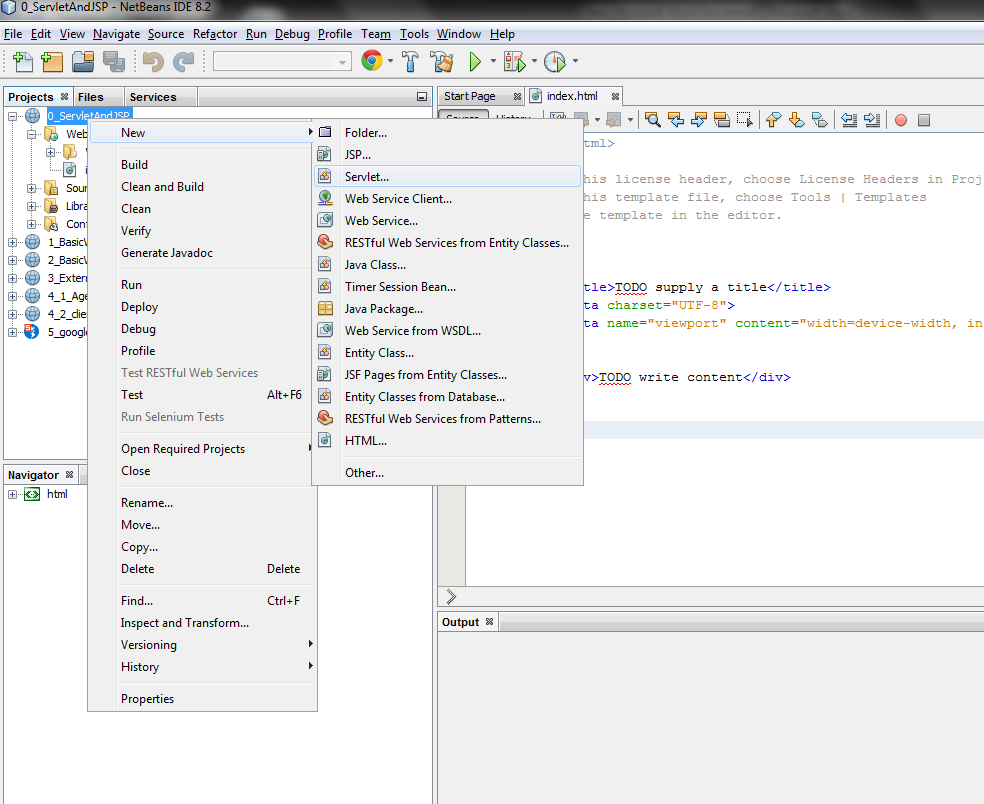 0_ServletAndJSP - NetBeans IDE 8.2
File Edit View Navigate Source Refactor Run Debug Profile Team Tools Window Help
Projects Files Services
0_ServletAndJSP
Web
Sour
Libra
Conf
1_BasicW
2_BasicW
3_Extern
4_1_Age
4_2_clie
5_google
New
Build
Clean and Build
Clean
Verify
Generate Javadoc
Run
Deploy
Debug
Profile
Test RESTful Web Services
Test Alt+F6
Run Selenium Tests
Open Required Projects
Close
Rename...
Move...
Copy...
Delete Delete
Find... Ctrl+F
Inspect and Transform...
Versioning
History
Properties
Folder...
JSP...
Servlet...
Web Service Client...
Web Service...
RESTful Web Services from Entity Classes...
Java Class...
Timer Session Bean...
Java Package...
Web Service from WSDL...
Entity Class...
JSF Pages from Entity Classes...
Entity Classes from Database...
RESTful Web Services from Patterns...
HTML...
Other...
Navigator
html
Start Page index.html
Source History
tml>
his license header, choose License Headers in Proj
his template file, choose Tools | Templates
e template in the editor.
tle>TODO supply a title</title>
ta charset="UTF-8">
ta name="viewport" content="width=device-width, in
v>TODO write content</div>
Output